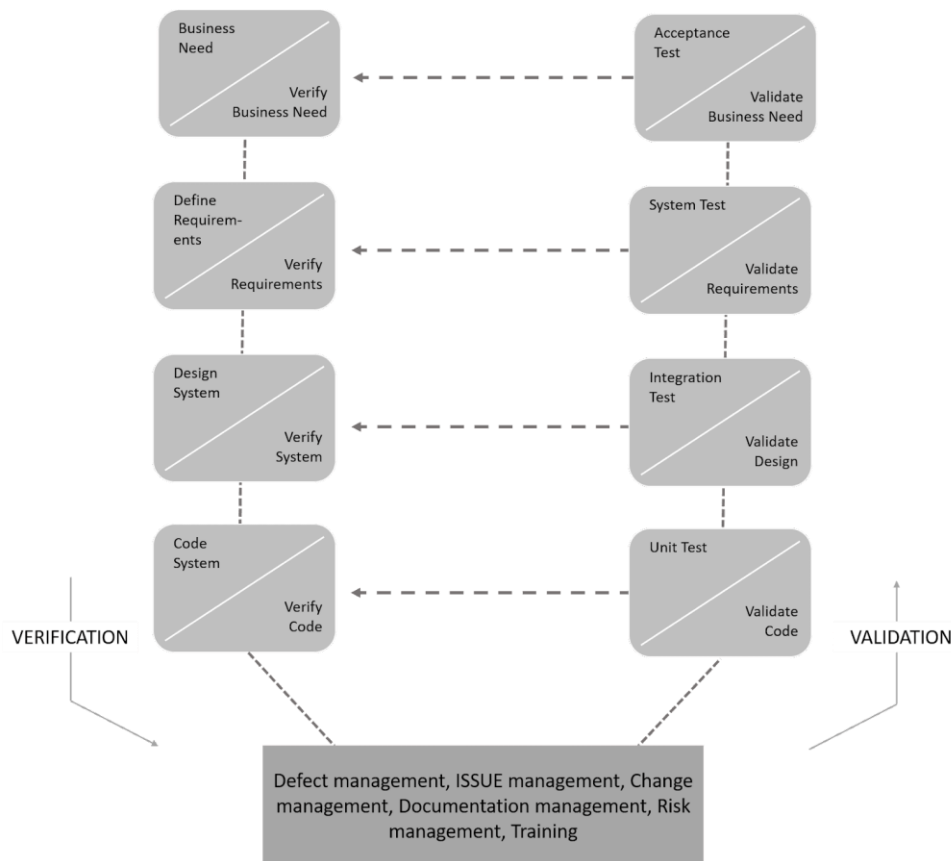 Business
Need
Verify
Business Need
Acceptance
Test
Validate
Business Need
Define
Requirem-
ents
Verify
Requirements
System Test
Validate
Requirements
Design
System
Verify
System
Integration
Test
Validate
Design
Code
System
Verify
Code
Unit Test
Validate
Code
VERIFICATION
VALIDATION
Defect management, ISSUE management, Change
management, Documentation management, Risk
management, Training